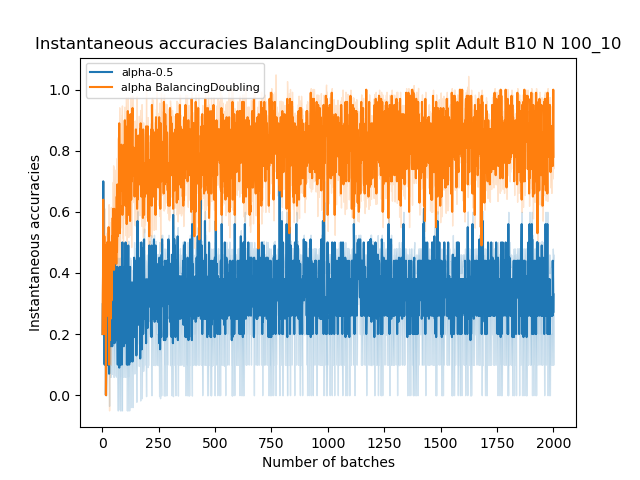 Instantaneous accuracies BalancingDoubling split Adult B10 N 100_10
alpha-0.5
alpha BalancingDoubling
1.0
0.8
0.6
0.4
0.2
0.0
Instantaneous accuracies
0 250 500 750 1000 1250 1500 1750 2000
Number of batches